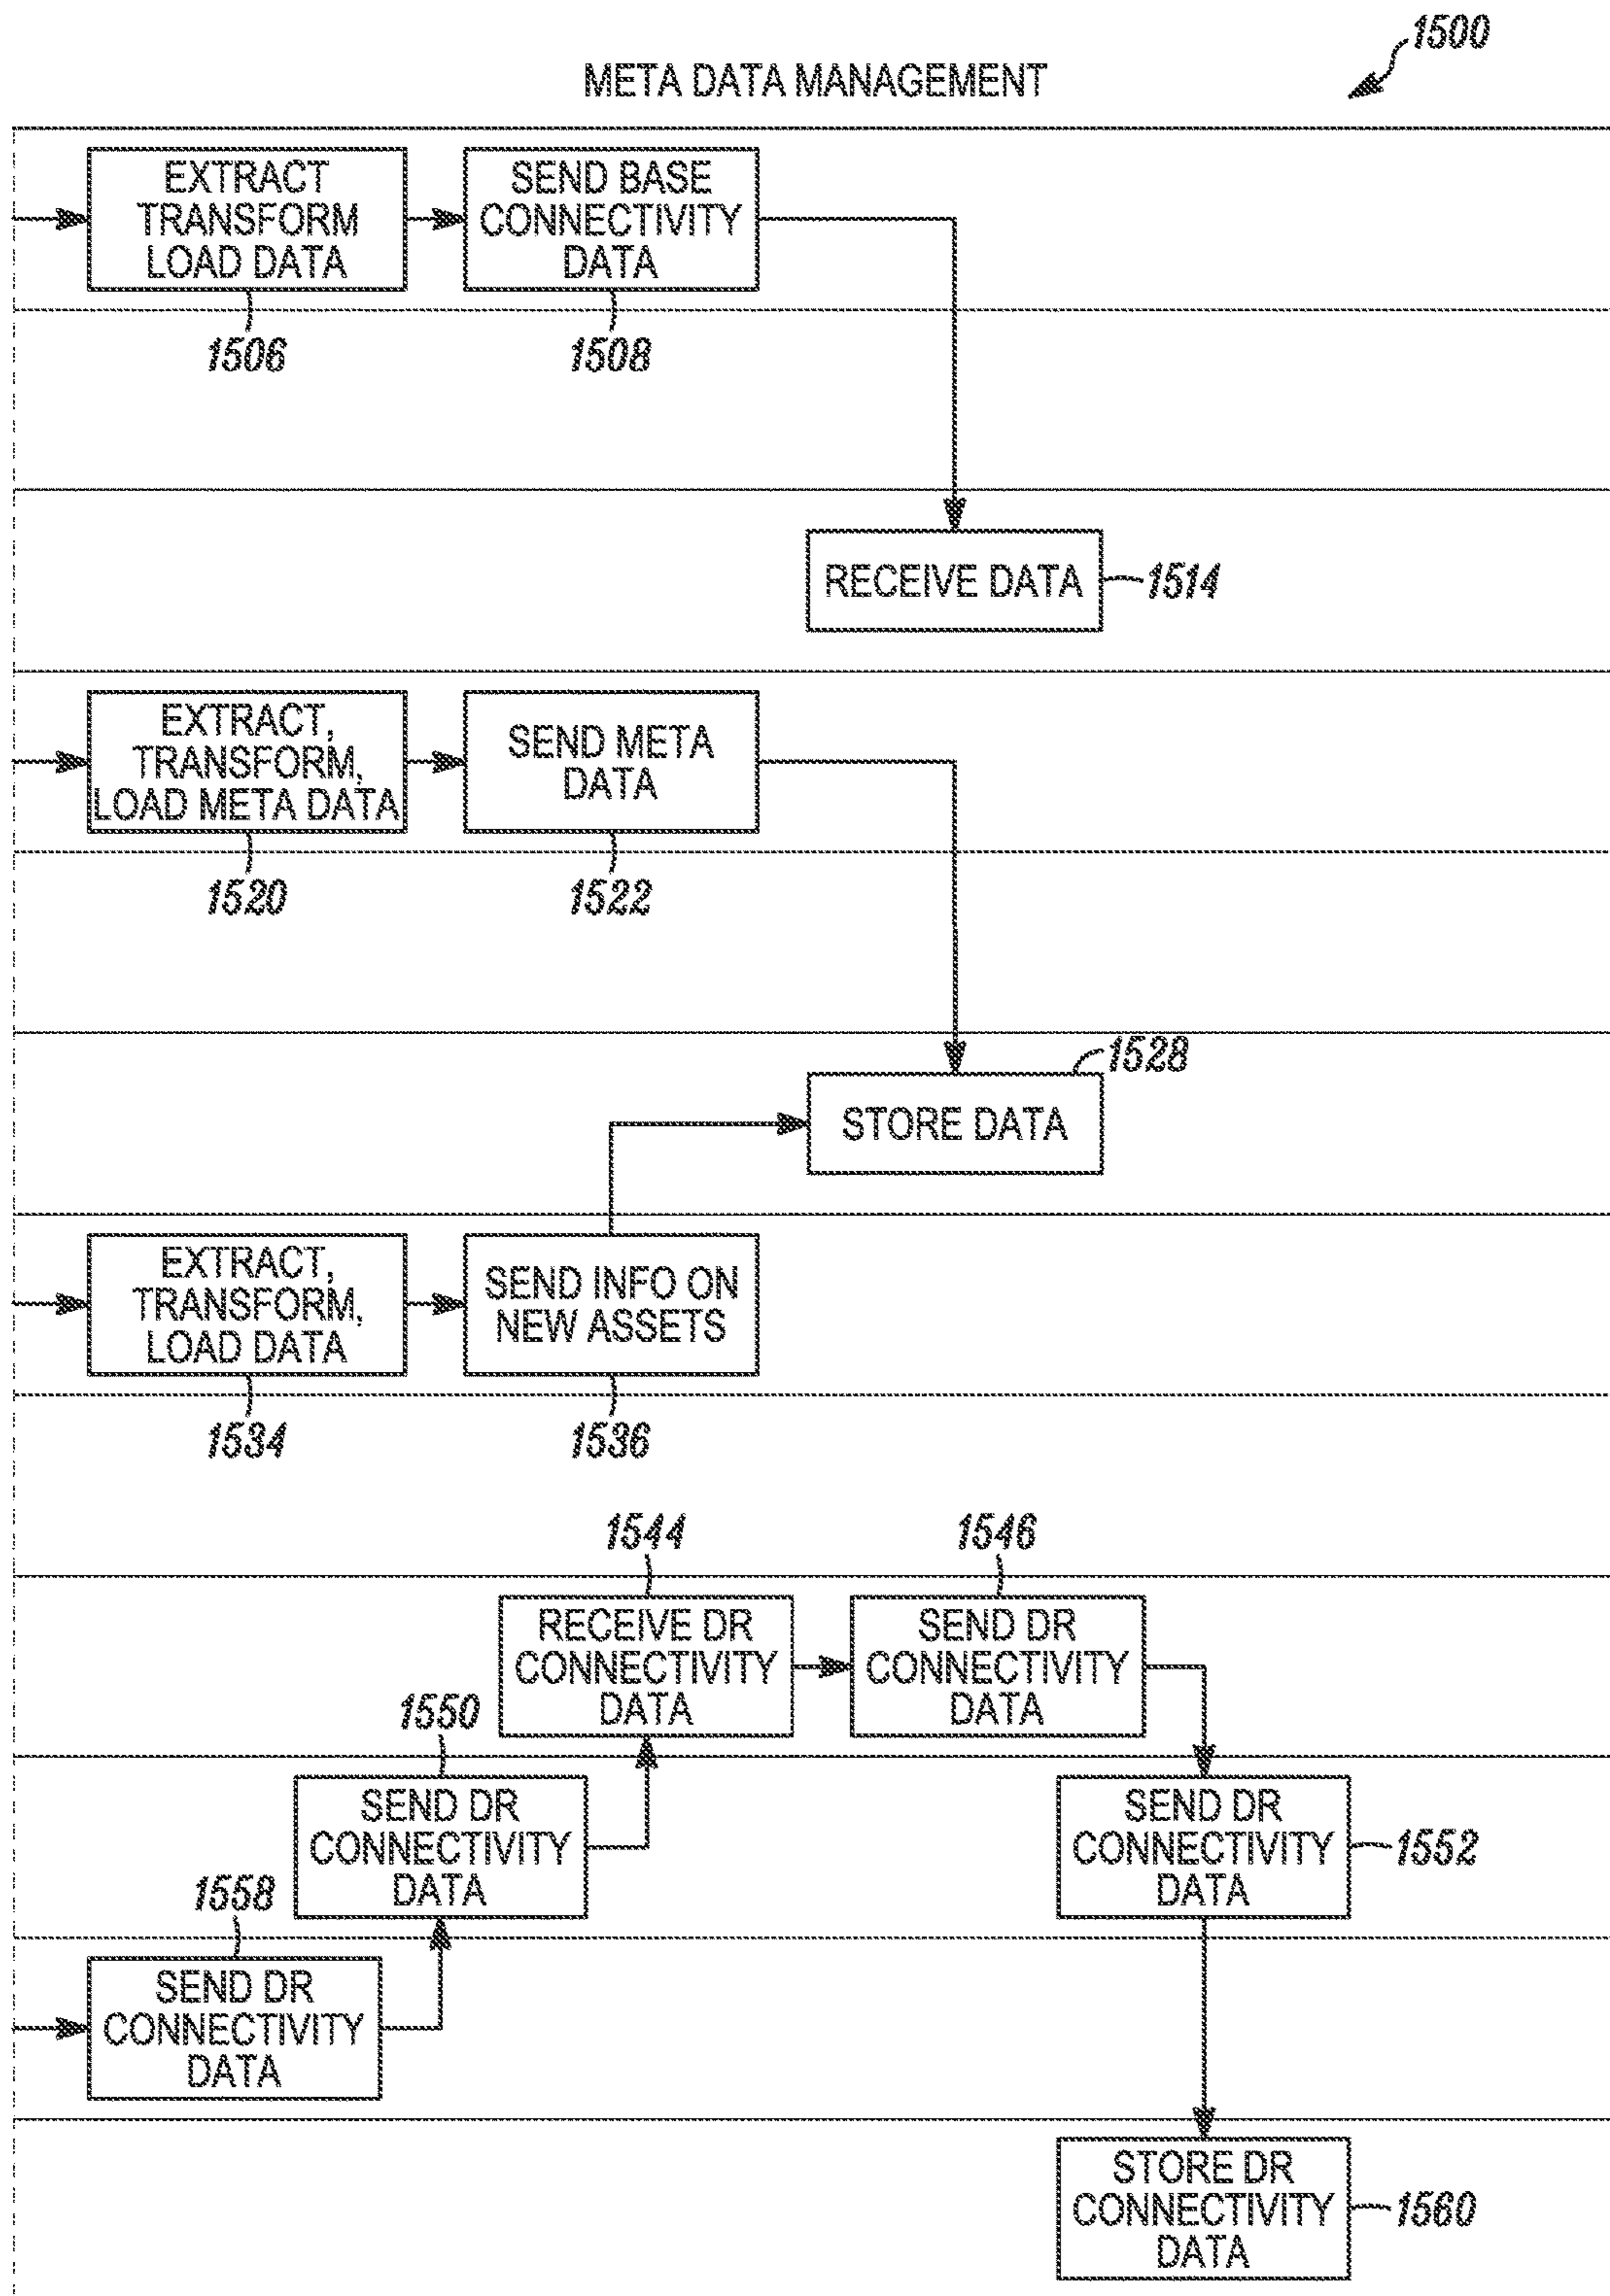 1500
META DATA MANAGEMENT
EXTRACT
TRANSFORM
LOAD DATA
SEND BASE
CONNECTIVITY
DATA
1506
1508
RECEIVE DATA
1514
EXTRACT,
TRANSFORM,
LOAD META DATA
SEND META
DATA
1520
1522
1528
STORE DATA
EXTRACT,
TRANSFORM,
LOAD DATA
SEND INFO ON
NEW ASSETS
1534
1536
1544
1546
RECEIVE DR
CONNECTIVITY
DATA
SEND DR
CONNECTIVITY
DATA
1550
SEND DR
CONNECTIVITY
DATA
SEND DR
CONNECTIVITY
DATA
1552
1558
SEND DR
CONNECTIVITY
DATA
STORE DR
CONNECTIVITY
DATA
1560